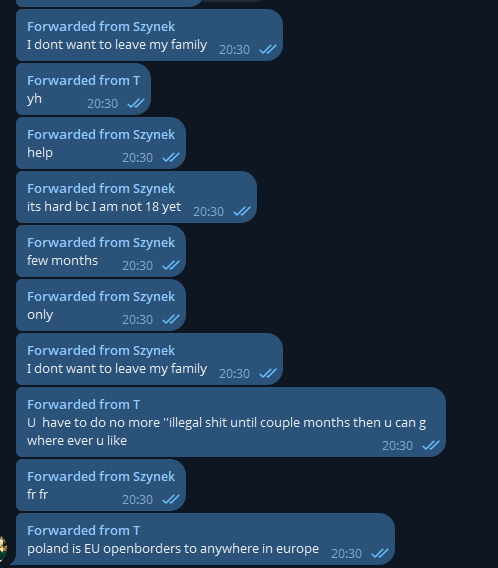 Forwarded from Szynek
I dont want to leave my family 20:30
Forwarded from T
yh 20:30
Forwarded from Szynek
help 20:30
Forwarded from Szynek
its hard bc I am not 18 yet 20:30
Forwarded from Szynek
few months 20:30
Forwarded from Szynek
only 20:30
Forwarded from Szynek
I dont want to leave my family 20:30
Forwarded from T
U  have to do no more "illegal shit until couple months then u can g
where ever u like 20:30
Forwarded from Szynek
fr fr 20:30
Forwarded from T
poland is EU openborders to anywhere in europe 20:30